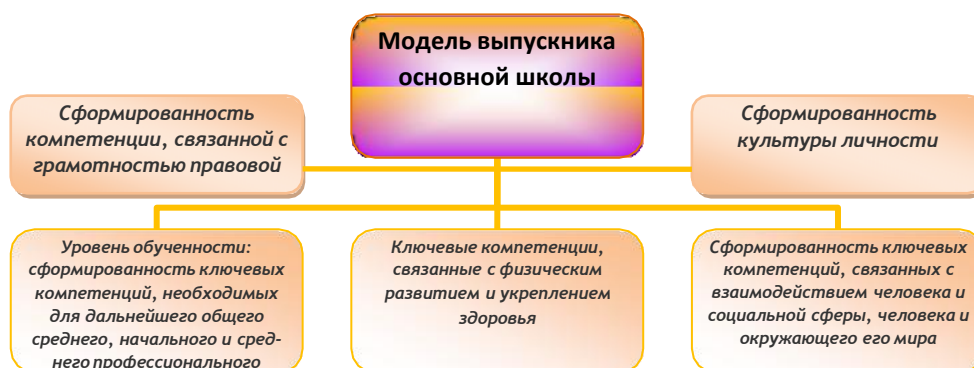 Модель выпускника
основной школы
Сформированность
компетенции, связанной с
грамотностью правовой
Сформированность
культуры личности
Уровень обученности:
сформированность ключевых
компетенций, необходимых
для дальнейшего общего
среднего, начального и сред-
него профессионального
Ключевые компетенции,
связанные с физическим
развитием и укреплением
здоровья
Сформированность ключевых
компетенций, связанных с
взаимодействием человека и
социальной сферы, человека и
окружающего его мира